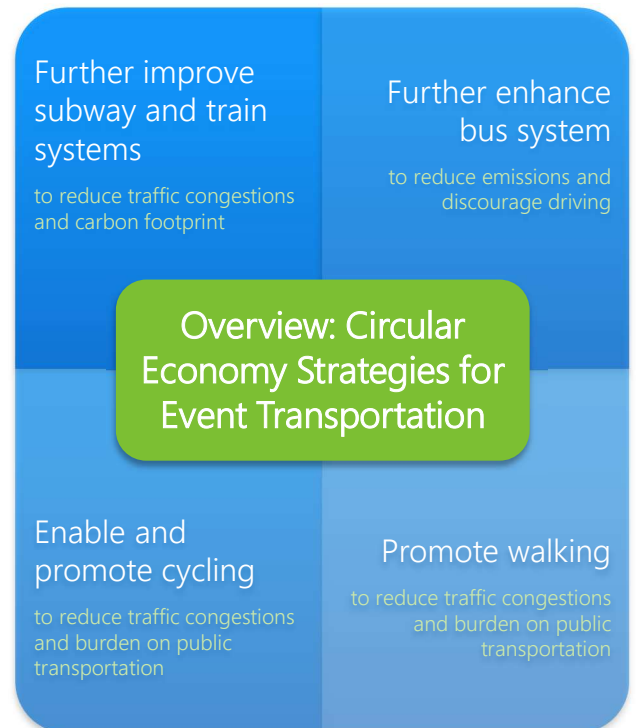 Further improve
subway and train
systems
to reduce traffic congestions
and carbon footprint
Further enhance
bus system
to reduce emissions and
discourage driving
Overview: Circular
Economy Strategies for
Event Transportation
Enable and
promote cycling
to reduce traffic congestions
and burden on public
transportation
Promote walking
to reduce traffic congestions
and burden on public
transportation